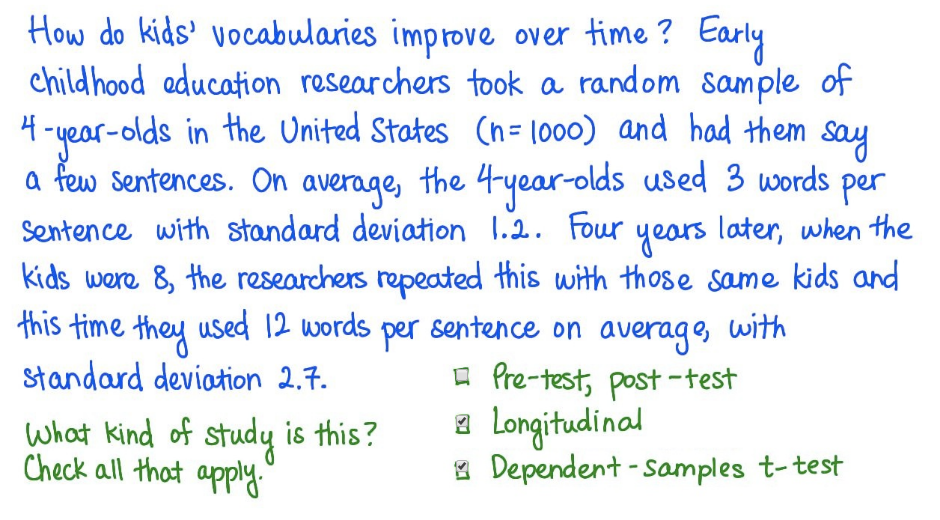 How do kids' vocabularies improve over time? Early
childhood education researchers took a random sample of
4-year-olds in the United States (n=1000) and had them say
a few sentences. On average, the 4-year-olds used 3 words per
sentence with standard deviation 1.2. Four years later, when the
kids were 8, the researchers repeated this with those same kids and
this time they used 12 words per sentence on average, with
standard deviation 2.7.
What kind of study is this?
Check all that apply.
Pre-test, post-test
Longitudinal
Dependent-samples t-test